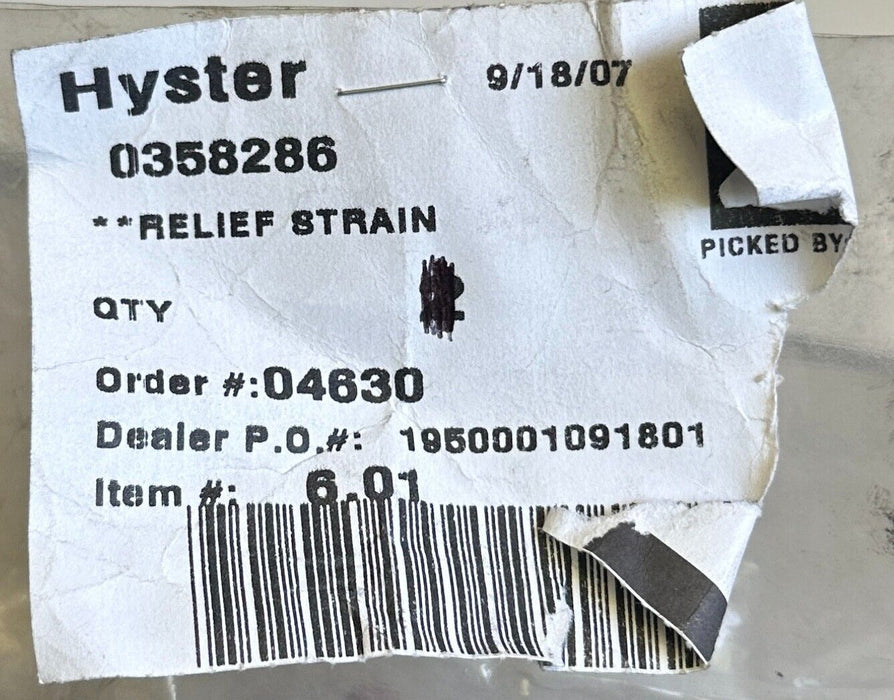 Hyster 9/18/07
0358286
**RELIEF STRAIN
PICKED BY:
QTY
Order #:04630
Dealer P.O.#: 1950001091801
Item #: 6.01